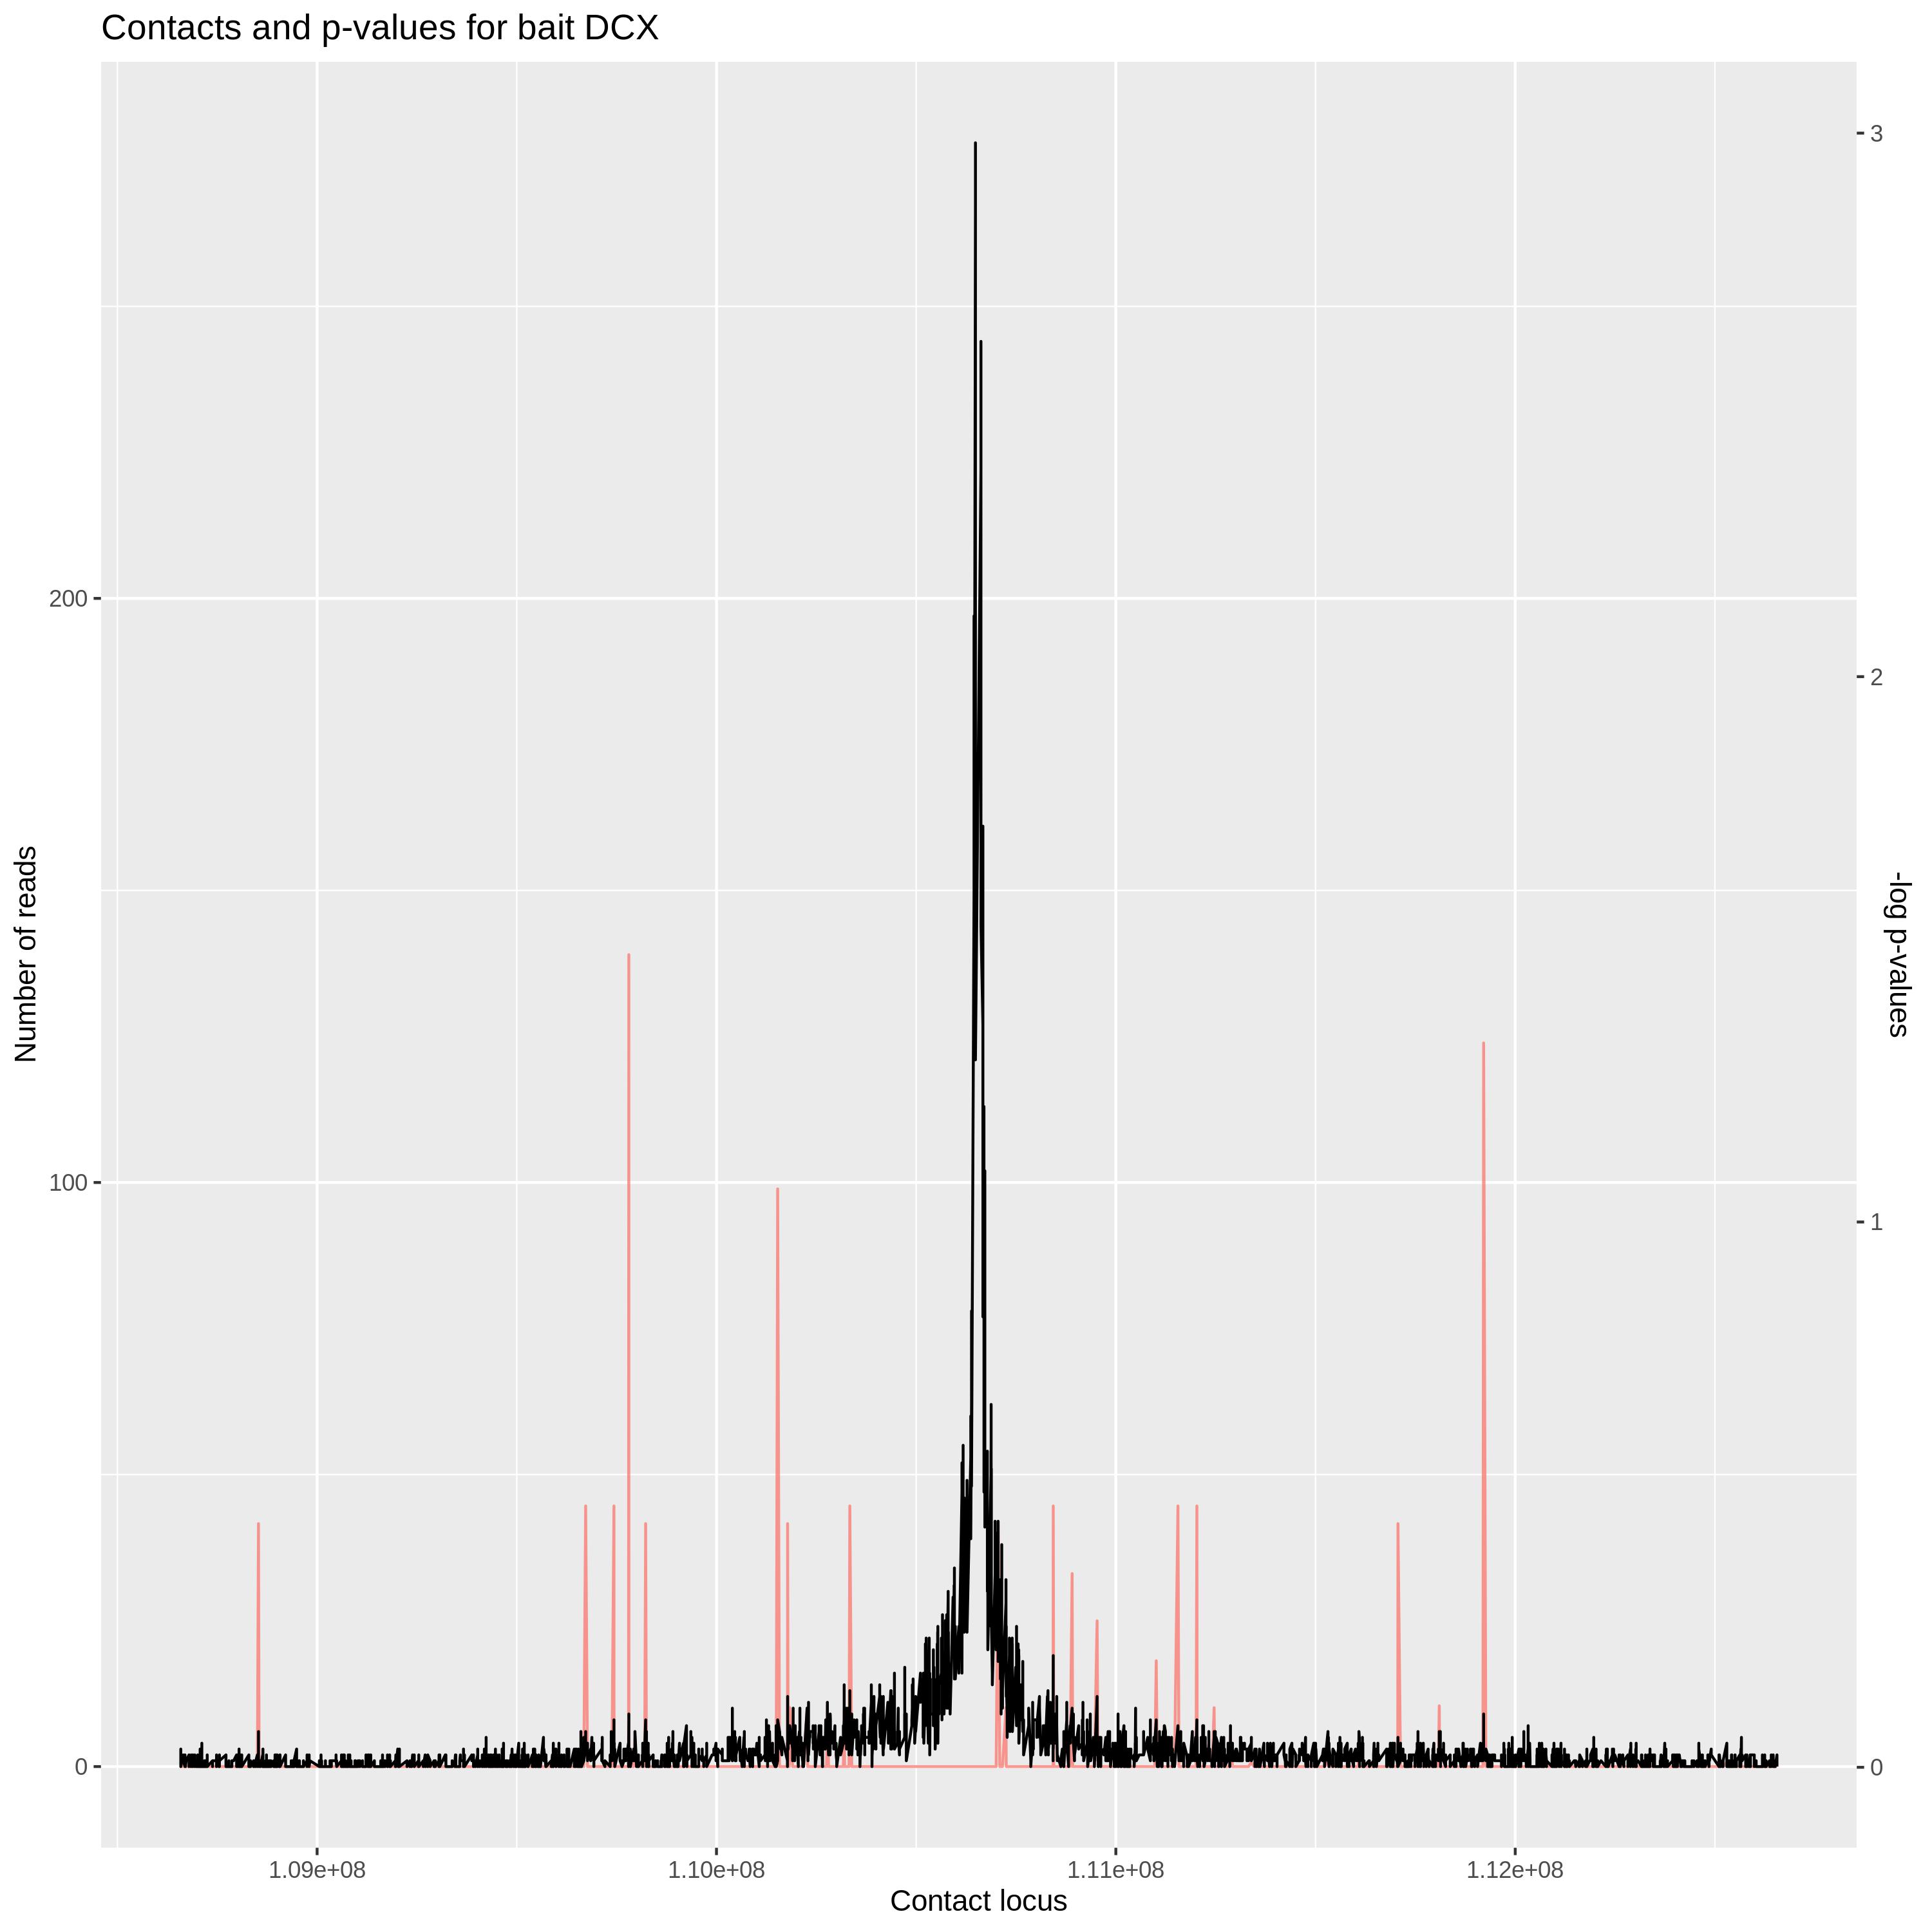 Contacts and p-values for bait DCX
3
200
2
Number of reads
-log p-values
100
1
0
0
1.09e+08
1.10e+08
1.11e+08
1.12e+08
Contact locus